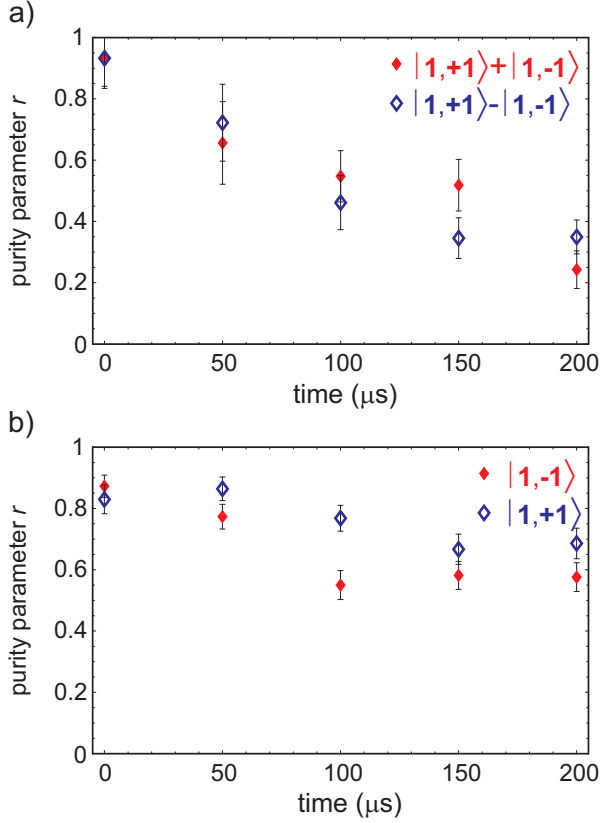 a)
1
0.8
0.6
0.4
0.2
0
purity parameter r
|1,+1⟩+|1,-1⟩
|1,+1⟩-|1,-1⟩
0 50 100 150 200
time (μs)
b)
1
0.8
0.6
0.4
0.2
0
purity parameter r
|1,-1⟩
|1,+1⟩
0 50 100 150 200
time (μs)